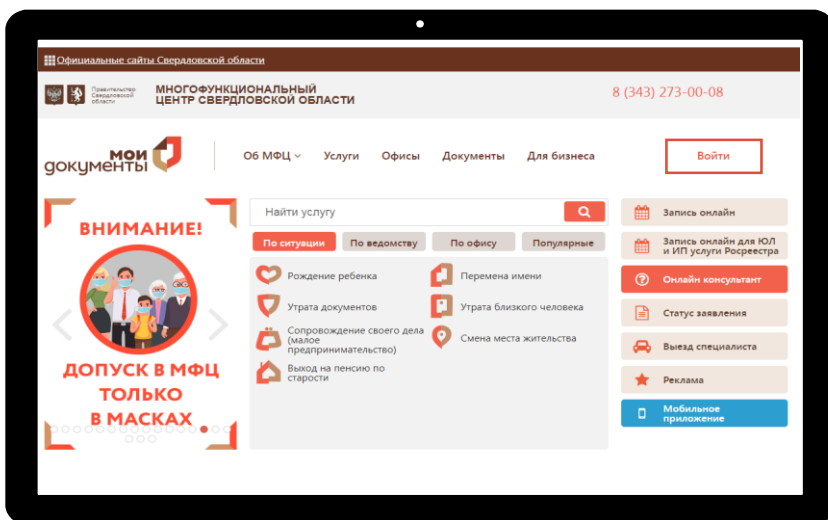 Официальные сайты Свердловской области
Правительство
Свердловской
области
МНОГОФУНКЦИОНАЛЬНЫЙ
ЦЕНТР СВЕРДЛОВСКОЙ ОБЛАСТИ
8 (343) 273-00-08
мои
документы
Об МФЦ
Услуги
Офисы
Документы
Для бизнеса
Войти
ВНИМАНИЕ!
ДОПУСК В МФЦ
ТОЛЬКО
В МАСКАХ
Найти услугу
По ситуации
По ведомству
По офису
Популярные
Рождение ребенка
Перемена имени
Утрата документов
Утрата близкого человека
Сопровождение своего дела
(малое
предпринимательство)
Смена места жительства
Выход на пенсию по
старости
Запись онлайн
Запись онлайн для ЮЛ
и ИП услуги Росреестра
Онлайн консультант
Статус заявления
Выезд специалиста
Реклама
Мобильное
приложение